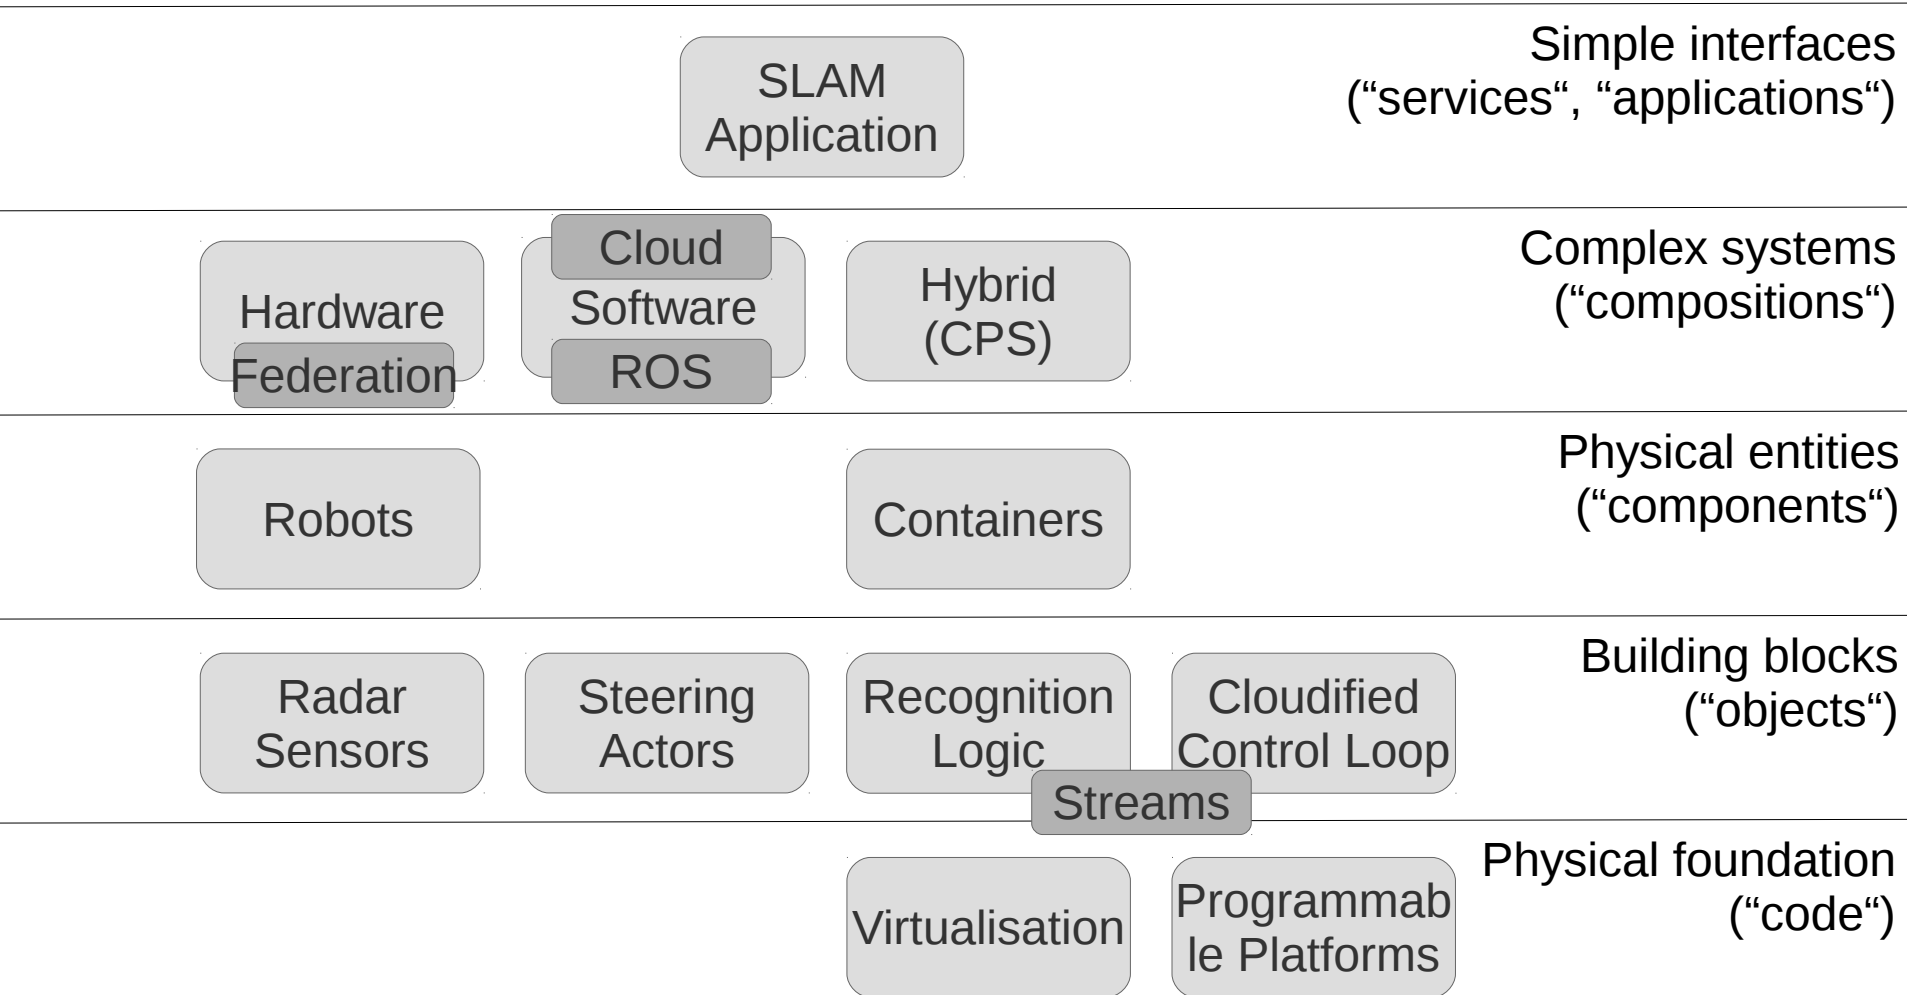 Simple interfaces
(“services“, “applications“)
SLAM
Application
Complex systems
(“compositions“)
Hardware
Federation
Cloud
Software
ROS
Hybrid
(CPS)
Physical entities
(“components“)
Robots
Containers
Building blocks
(“objects“)
Radar
Sensors
Steering
Actors
Recognition
Logic
Cloudified
Control Loop
Streams
Physical foundation
(“code“)
Virtualisation
Programmab
le Platforms